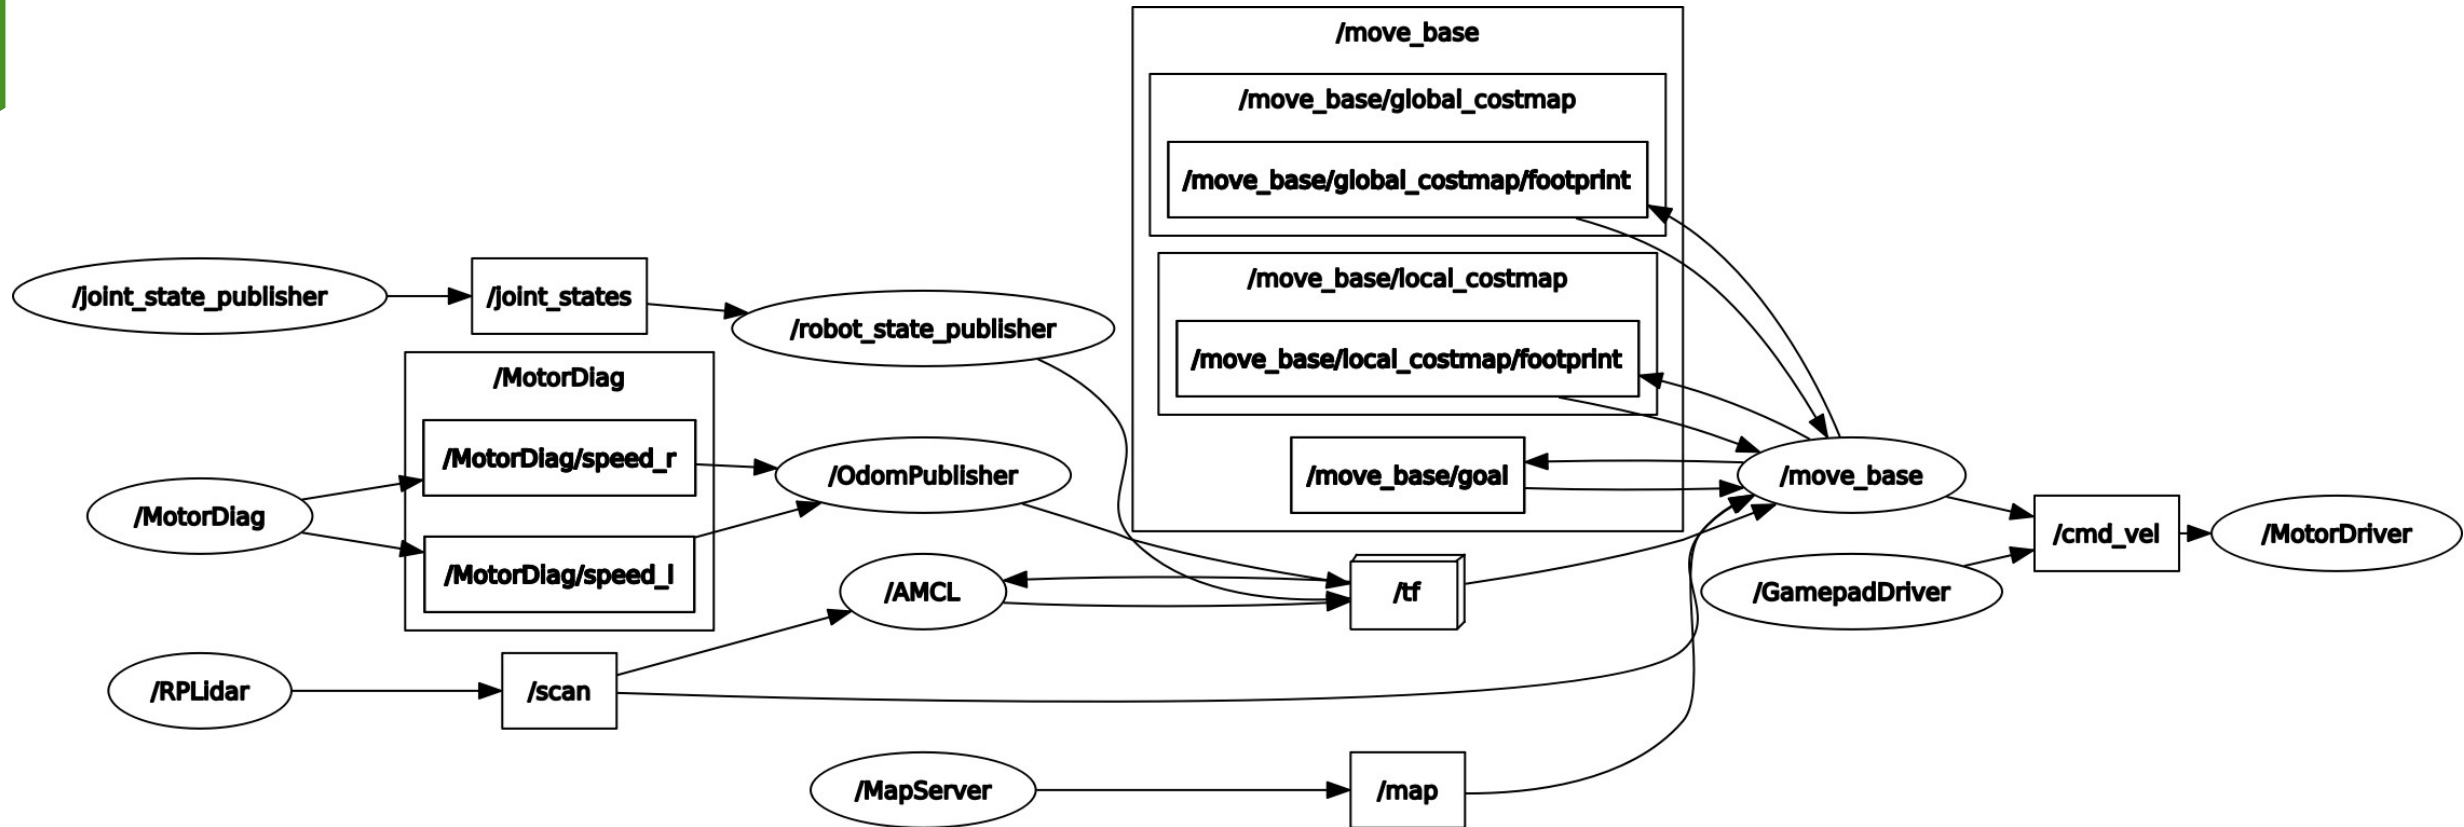 /move_base
/move_base/global_costmap
/move_base/global_costmap/footprint
/move_base/local_costmap
/joint_state_publisher
/joint_states
/robot_state_publisher
/move_base/local_costmap/footprint
/MotorDiag
/MotorDiag/speed_r
/OdomPublisher
/move_base/goal
/move_base
/MotorDiag
/cmd_vel
/MotorDriver
/MotorDiag/speed_l
/AMCL
/tf
/GamepadDriver
/RPLidar
/scan
/MapServer
/map